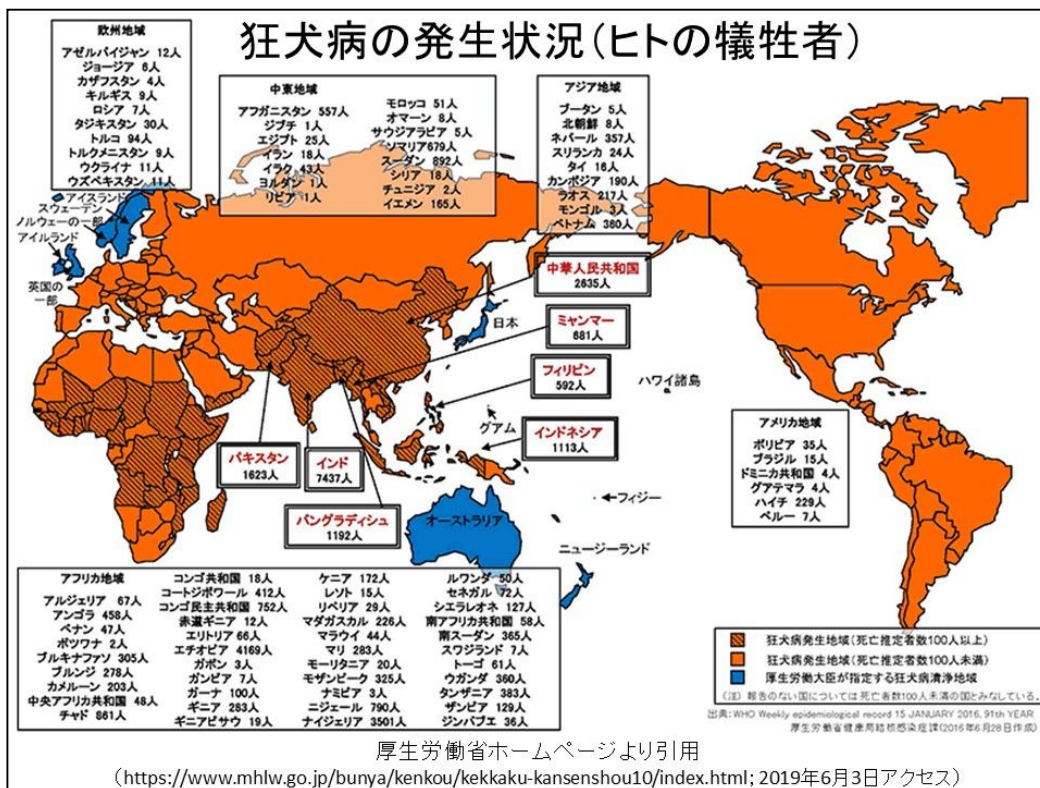 狂犬病の発生状況(ヒトの犠牲者)
欧州地域
アゼルバイジャン 12人
ジョージア 6人
カザフスタン 4人
キルギス 9人
ロシア 7人
タジキスタン 30人
トルコ 94人
トルクメニスタン 9人
ウクライナ 11人
ウズベキスタン 11人
中東地域
アフガニスタン 557人
ジブチ 1人
エジプト 25人
イラン 18人
イラク 43人
ヨルダン 1人
リビア 1人
モロッコ 51人
オマーン 8人
サウジアラビア 5人
ソマリア679人
スーダン 892人
シリア 18人
チュニジア 2人
イエメン 165人
アジア地域
ブータン 5人
北朝鮮 8人
ネパール 357人
スリランカ 24人
タイ 16人
カンボジア 190人
ラオス 217人
モンゴル 3人
ベトナム 360人
アイスランド
スウェーデン
ノルウェーの一部
アイルランド
英国の
一部
中華人民共和国
2635人
日本
ミャンマー
681人
フィリピン
592人
ハワイ諸島
グアム
インドネシア
1113人
パキスタン
1623人
インド
7437人
バングラディシュ
1192人
オーストラリア
フィジー
ニュージーランド
アメリカ地域
ボリビア 35人
ブラジル 15人
ドミニカ共和国 4人
グアテマラ 4人
ハイチ 229人
ペルー 7人
アフリカ地域
アルジェリア 67人
アンゴラ 458人
ベナン 47人
ボツワナ 2人
ブルキナファソ 305人
ブルンジ 278人
カメルーン 203人
中央アフリカ共和国 48人
チャド 861人
コンゴ共和国 18人
コートジボワール 412人
コンゴ民主共和国 752人
赤道ギニア 12人
エリトリア 66人
エチオピア 4169人
ガボン 3人
ガンビア 7人
ガーナ 100人
ギニア 283人
ギニアビサウ 19人
ケニア 172人
レソト 15人
リベリア 29人
マダガスカル 226人
マラウイ 44人
マリ 283人
モーリタニア 20人
モザンビーク 325人
ナミビア 3人
ニジェール 790人
ナイジェリア 3501人
ルワンダ 50人
セネガル 72人
シエラレオネ 127人
南アフリカ共和国 58人
南スーダン 365人
スワジランド 7人
トーゴ 61人
ウガンダ 360人
タンザニア 383人
ザンビア 129人
ジンバブエ 36人
狂犬病発生地域(死亡推定者数100人以上)
狂犬病発生地域(死亡推定者数100人未満)
厚生労働大臣が指定する狂犬病清浄地域
(注) 報告のない国については死亡者数100人未満の国とみなしている。
出典:WHO Weekly epidemiological record 15 JANUARY 2016, 91th YEAR
厚生労働省健康局結核感染症課(2016年6月28日作成)
厚生労働省ホームページより引用
(https://www.mhlw.go.jp/bunya/kenkou/kekkaku-kansenshou10/index.html; 2019年6月3日アクセス)